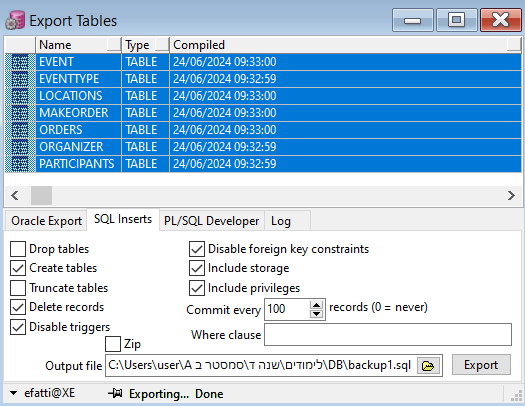 Export Tables
Name Type Compiled
EVENT TABLE 24/06/2024 09:33:00
EVENTTYPE TABLE 24/06/2024 09:32:59
LOCATIONS TABLE 24/06/2024 09:33:00
MAKEORDER TABLE 24/06/2024 09:33:00
ORDERS TABLE 24/06/2024 09:33:00
ORGANIZER TABLE 24/06/2024 09:32:59
PARTICIPANTS TABLE 24/06/2024 09:32:59
Oracle Export SQL Inserts PL/SQL Developer Log
Drop tables Disable foreign key constraints
Create tables Include storage
Truncate tables Include privileges
Delete records Commit every 100 records (0 = never)
Disable triggers Where clause
Zip
Output file C:\Users\user\A לימודים\שנה ד\סמסטר ב\DB\backup1.sql Export
efatti@XE Exporting... Done